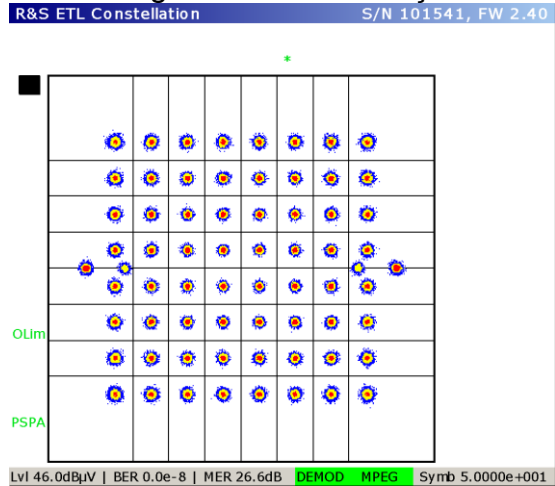 R&S ETL Constellation S/N 101541, FW 2.40
*
OLim
PSPA
Lvl 46.0dBµV | BER 0.0e-8 | MER 26.6dB DEMOD MPEG Symb 5.0000e+001